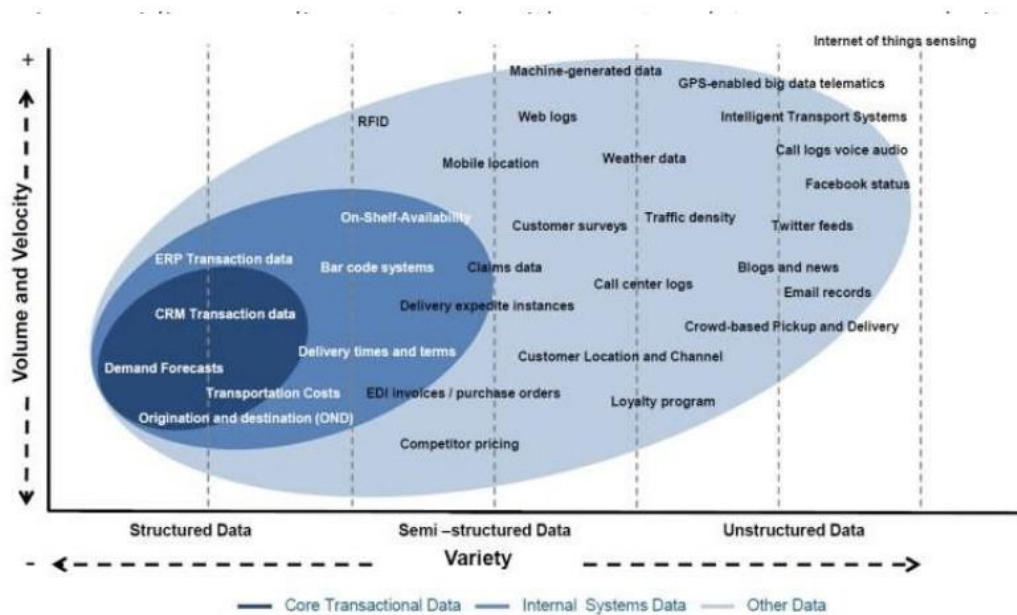 Internet of things sensing
+
Machine-generated data
GPS-enabled big data telematics
RFID
Web logs
Intelligent Transport Systems
Mobile location
Weather data
Call logs voice audio
Facebook status
On-Shelf-Availability
Customer surveys
Traffic density
Twitter feeds
ERP Transaction data
Bar code systems
Claims data
Call center logs
Blogs and news
Email records
CRM Transaction data
Delivery expedite instances
Crowd-based Pickup and Delivery
Demand Forecasts
Delivery times and terms
Customer Location and Channel
Transportation Costs
EDI invoices / purchase orders
Loyalty program
Origination and destination (OND)
Competitor pricing
Volume and Velocity
Structured Data
Semi –structured Data
Unstructured Data
-
Variety
Core Transactional Data
Internal Systems Data
Other Data